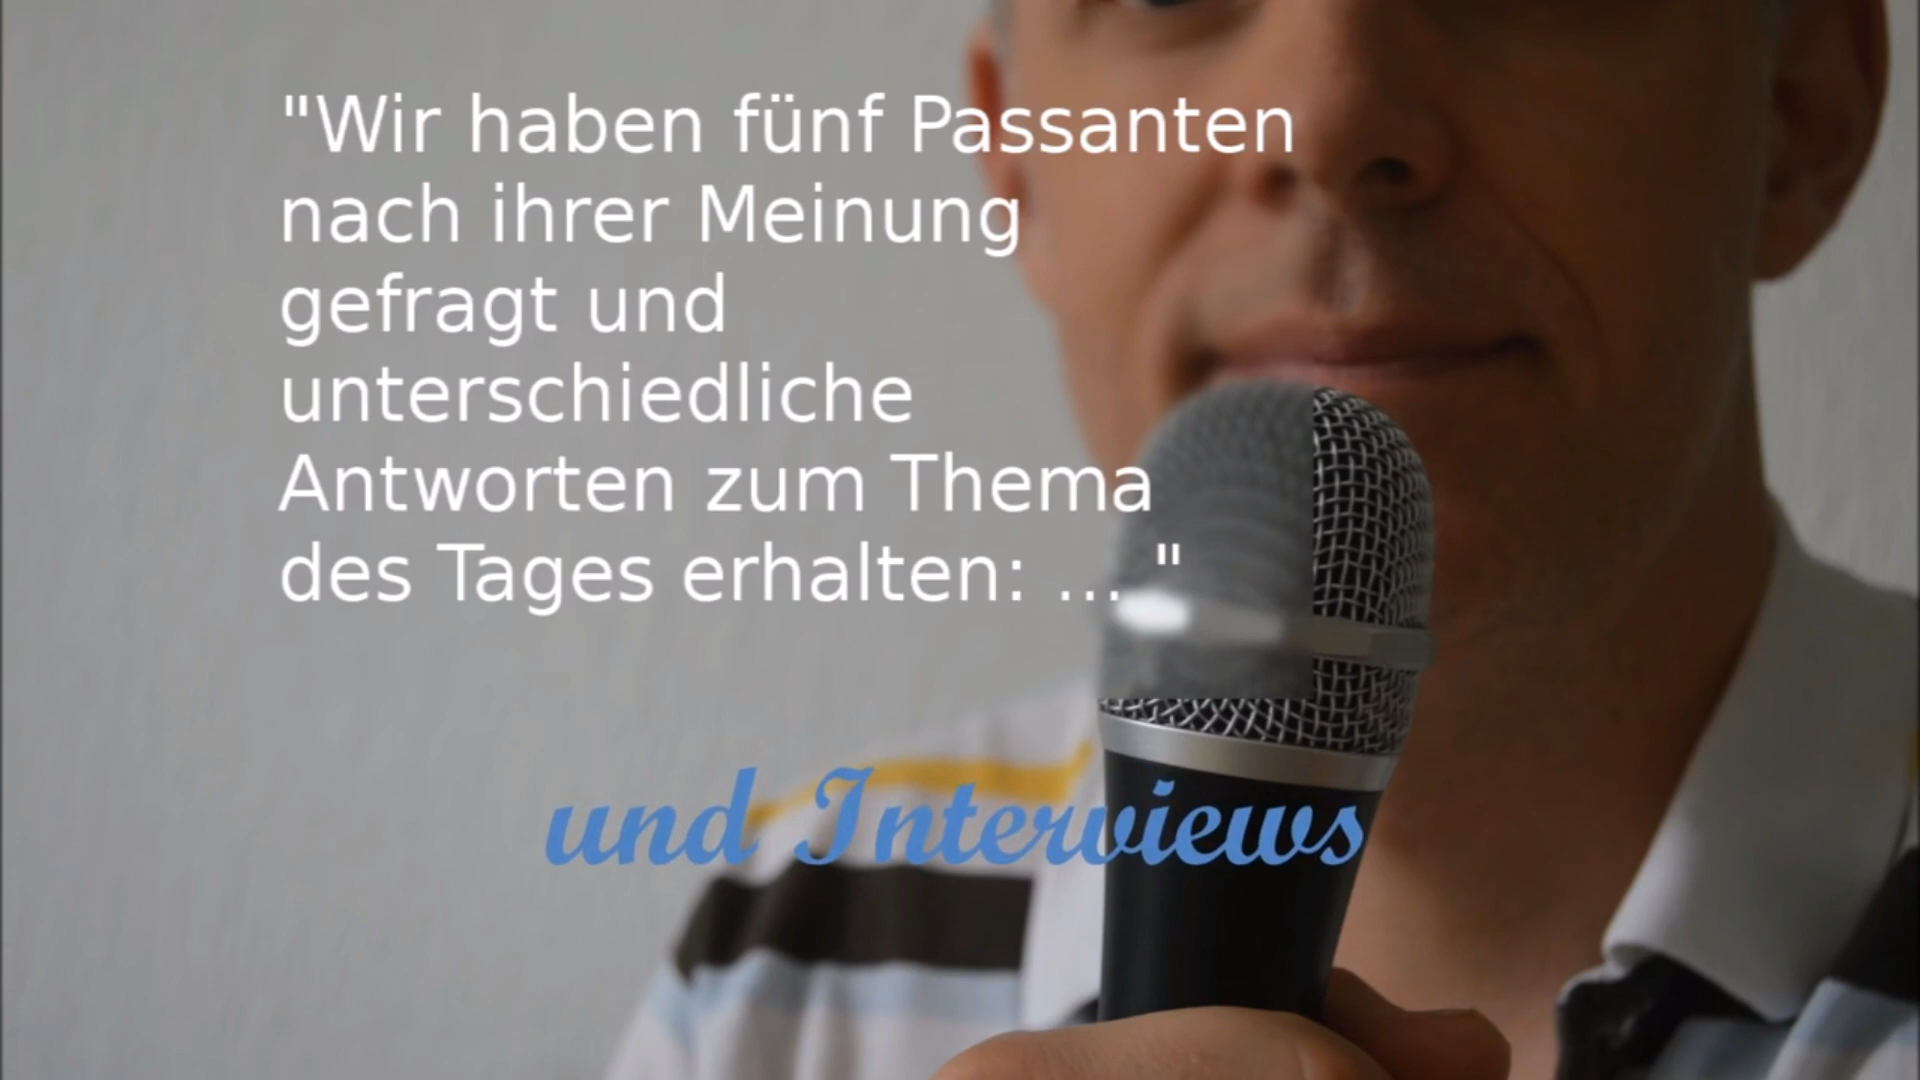 "Wir haben fünf Passanten
nach ihrer Meinung
gefragt und
unterschiedliche
Antworten zum Thema
des Tages erhalten: ... "
und Interviews